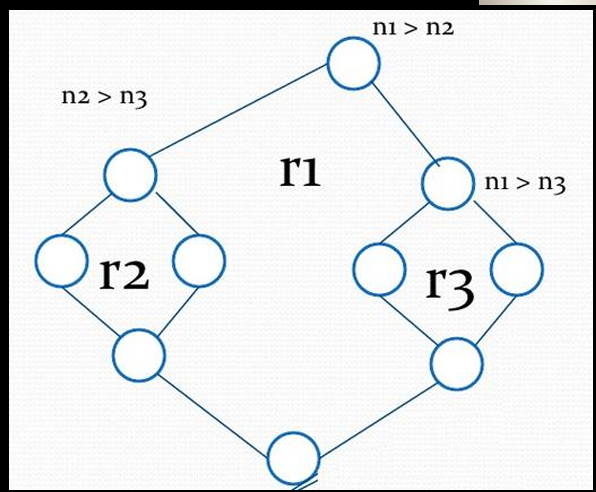 n1 > n2
n2 > n3
r1
n1 > n3
r2
r3